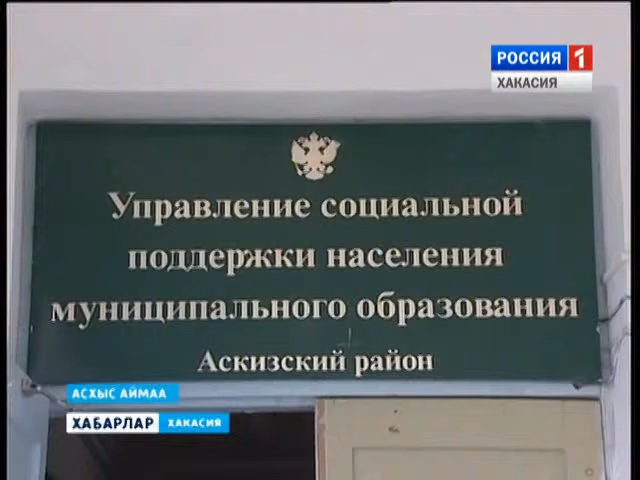 РОССИЯ 1
ХАКАСИЯ
Управление социальной
поддержки населения
муниципального образования
Аскизский район
АСХЫС АЙМАА
ХАБАРЛАР ХАКАСИЯ